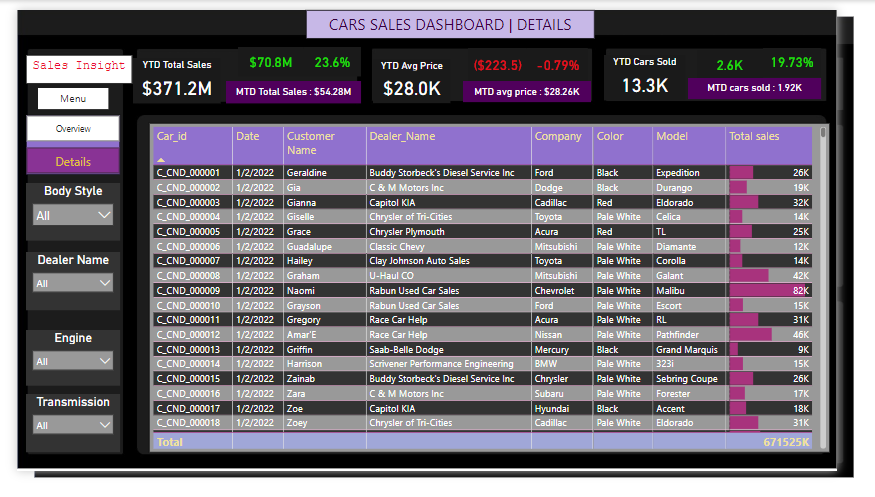 CARS SALES DASHBOARD | DETAILS
Sales Insight
Menu
Overview
Details
Body Style
All
Dealer Name
All
Engine
All
Transmission
All
YTD Total Sales
$371.2M
$70.8M 23.6%
MTD Total Sales : $54.28M
YTD Avg Price
$28.0K
($223.5) -0.79%
MTD avg price : $28.26K
YTD Cars Sold
13.3K
2.6K 19.73%
MTD cars sold : 1.92K
Car_id Date Customer Name Dealer_Name Company Color Model Total sales
C_CND_000001 1/2/2022 Geraldine Buddy Storbeck's Diesel Service Inc Ford Black Expedition 26K
C_CND_000002 1/2/2022 Gia C & M Motors Inc Dodge Black Durango 19K
C_CND_000003 1/2/2022 Gianna Capitol KIA Cadillac Red Eldorado 32K
C_CND_000004 1/2/2022 Giselle Chrysler of Tri-Cities Toyota Pale White Celica 14K
C_CND_000005 1/2/2022 Grace Chrysler Plymouth Acura Red TL 25K
C_CND_000006 1/2/2022 Guadalupe Classic Chevy Mitsubishi Pale White Diamante 12K
C_CND_000007 1/2/2022 Hailey Clay Johnson Auto Sales Toyota Pale White Corolla 14K
C_CND_000008 1/2/2022 Graham U-Haul CO Mitsubishi Pale White Galant 42K
C_CND_000009 1/2/2022 Naomi Rabun Used Car Sales Chevrolet Pale White Malibu 82K
C_CND_000010 1/2/2022 Grayson Rabun Used Car Sales Ford Pale White Escort 15K
C_CND_000011 1/2/2022 Gregory Race Car Help Acura Pale White RL 31K
C_CND_000012 1/2/2022 Amar'E Race Car Help Nissan Pale White Pathfinder 46K
C_CND_000013 1/2/2022 Griffin Saab-Belle Dodge Mercury Black Grand Marquis 9K
C_CND_000014 1/2/2022 Harrison Scrivener Performance Engineering BMW Pale White 323i 15K
C_CND_000015 1/2/2022 Zainab Buddy Storbeck's Diesel Service Inc Chrysler Pale White Sebring Coupe 26K
C_CND_000016 1/2/2022 Zara C & M Motors Inc Subaru Pale White Forester 17K
C_CND_000017 1/2/2022 Zoe Capitol KIA Hyundai Black Accent 18K
C_CND_000018 1/2/2022 Zoey Chrysler of Tri-Cities Cadillac Pale White Eldorado 31K
Total 671525K